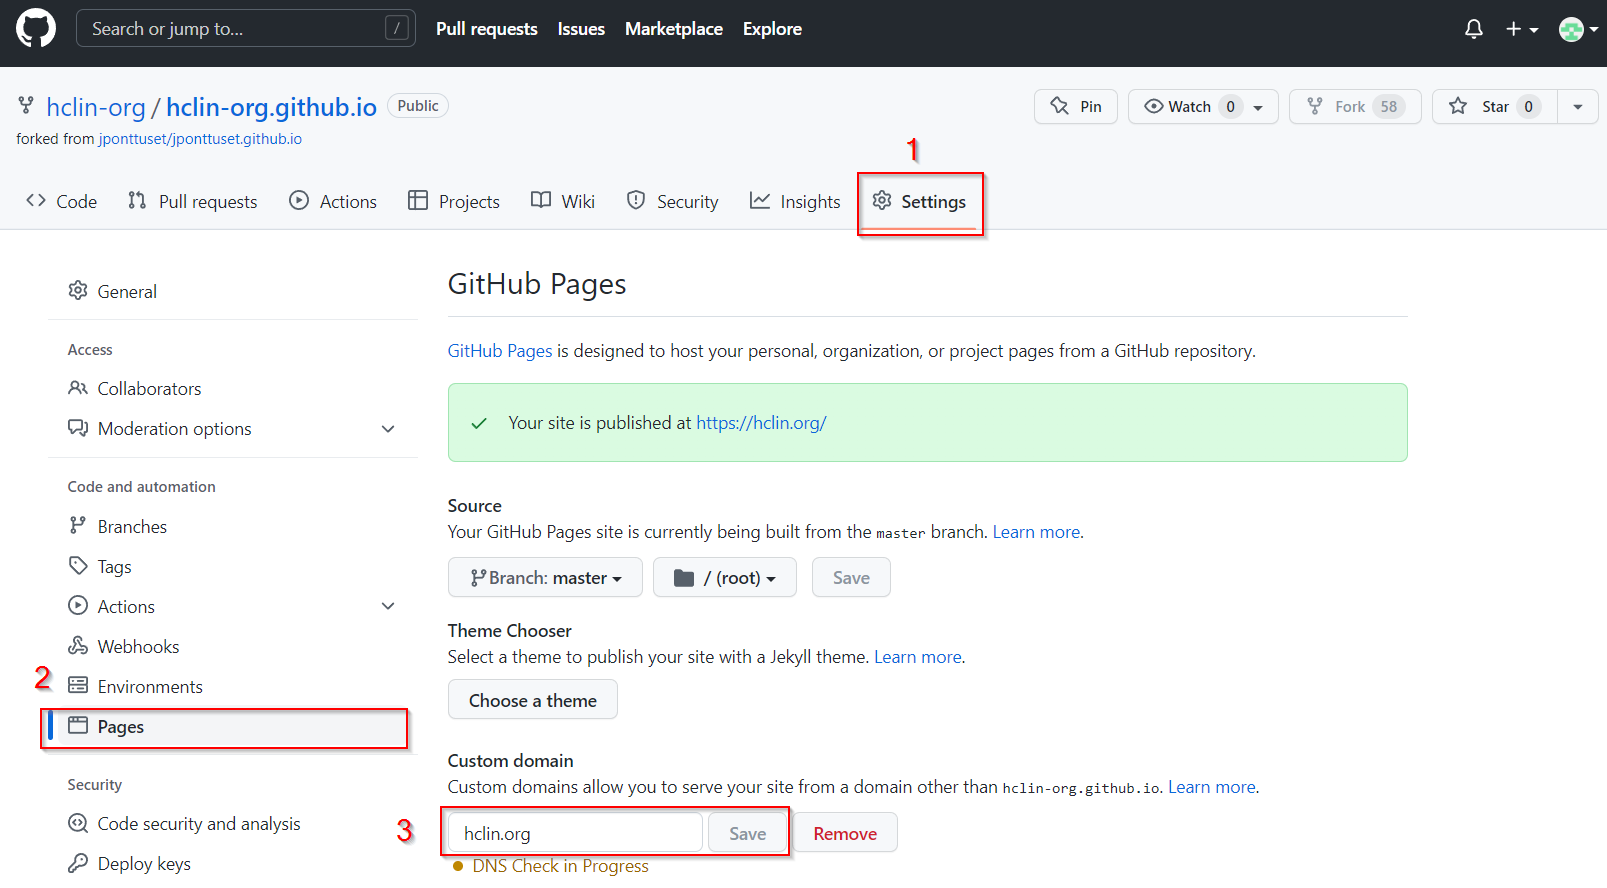 Search or jump to... /
Pull requests Issues Marketplace Explore
hclin-org / hclin-org.github.io Public
Pin Watch 0 Fork 58 Star 0
forked from jponttuset/jponttuset.github.io
1
Code Pull requests Actions Projects Wiki Security Insights Settings
General
Access
Collaborators
Moderation options
Code and automation
Branches
Tags
Actions
Webhooks
2
Environments
Pages
Security
Code security and analysis
Deploy keys
GitHub Pages
GitHub Pages is designed to host your personal, organization, or project pages from a GitHub repository.
Your site is published at https://hclin.org/
Source
Your GitHub Pages site is currently being built from the master branch. Learn more.
Branch: master / (root) Save
Theme Chooser
Select a theme to publish your site with a Jekyll theme. Learn more.
Choose a theme
Custom domain
Custom domains allow you to serve your site from a domain other than hclin-org.github.io. Learn more.
3
hclin.org Save Remove
DNS Check in Progress